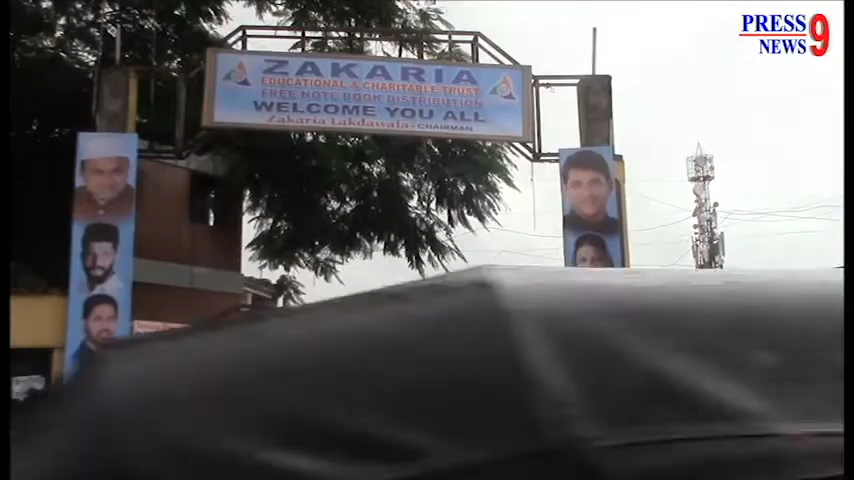 PRESS 9
NEWS
ZAKARIA
EDUCATIONAL & CHARITABLE TRUST
FREE NOTE BOOK DISTRIBUTION
WELCOME YOU ALL
Zakaria Lakdawala CHAIRMAN